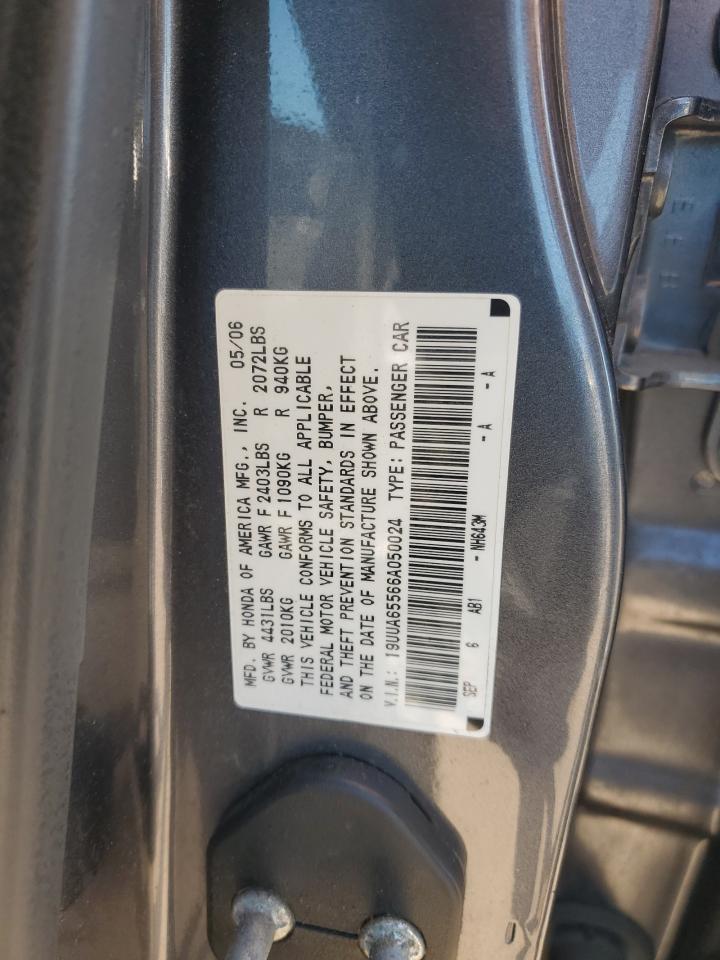 MFD. BY HONDA OF AMERICA MFG., INC. 05/06
GVWR 4431LBS GAWR F 2403LBS R 2072LBS
GVWR 2010KG GAWR F 1090KG R 940KG
THIS VEHICLE CONFORMS TO ALL APPLICABLE
FEDERAL MOTOR VEHICLE SAFETY, BUMPER,
AND THEFT PREVENTION STANDARDS IN EFFECT
ON THE DATE OF MANUFACTURE SHOWN ABOVE.
V.I.N.: 19UUA65566A050024 TYPE: PASSENGER CAR
SEP 6 AB1 - NH643M - A - A